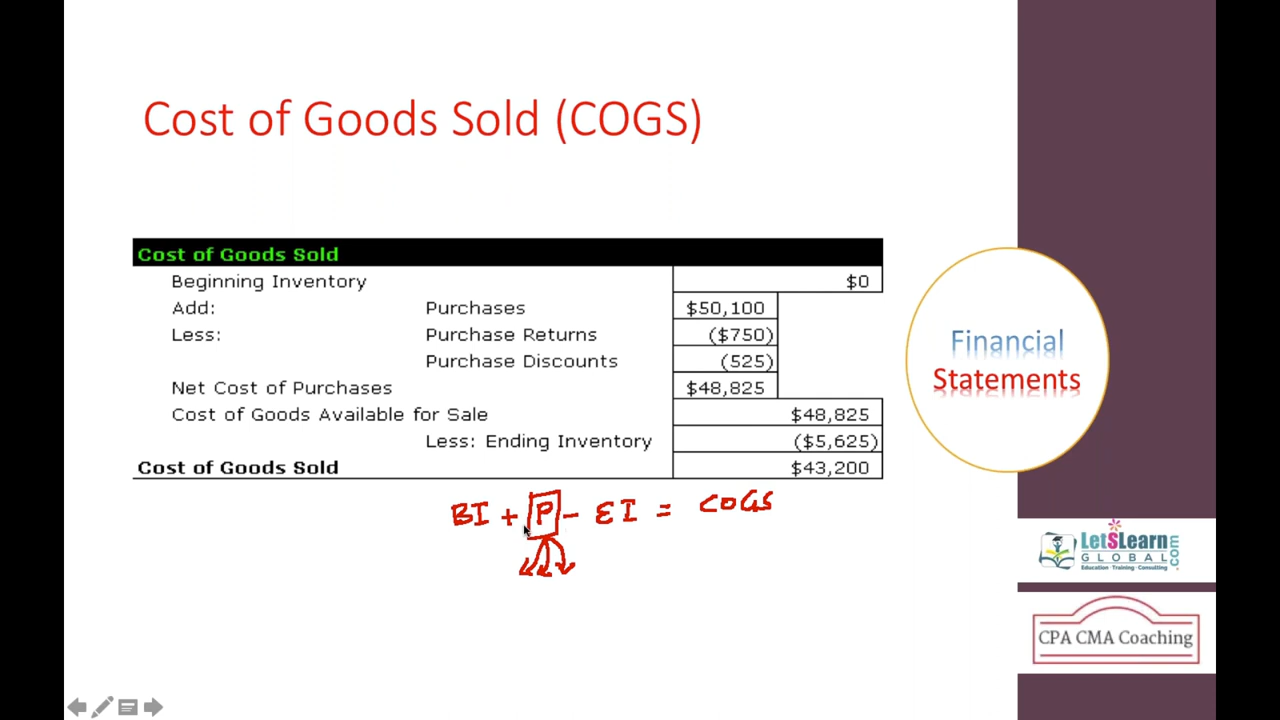 Cost of Goods Sold (COGS)
Cost of Goods Sold
Beginning Inventory $0
Add: Purchases $50,100
Less: Purchase Returns ($750)
Purchase Discounts (525)
Net Cost of Purchases $48,825
Cost of Goods Available for Sale $48,825
Less: Ending Inventory ($5,625)
Cost of Goods Sold $43,200
BI + P - EI = COGS
Financial
Statements
LetSLearn.com
GLOBAL
Education · Training · Consulting
CPA CMA Coaching